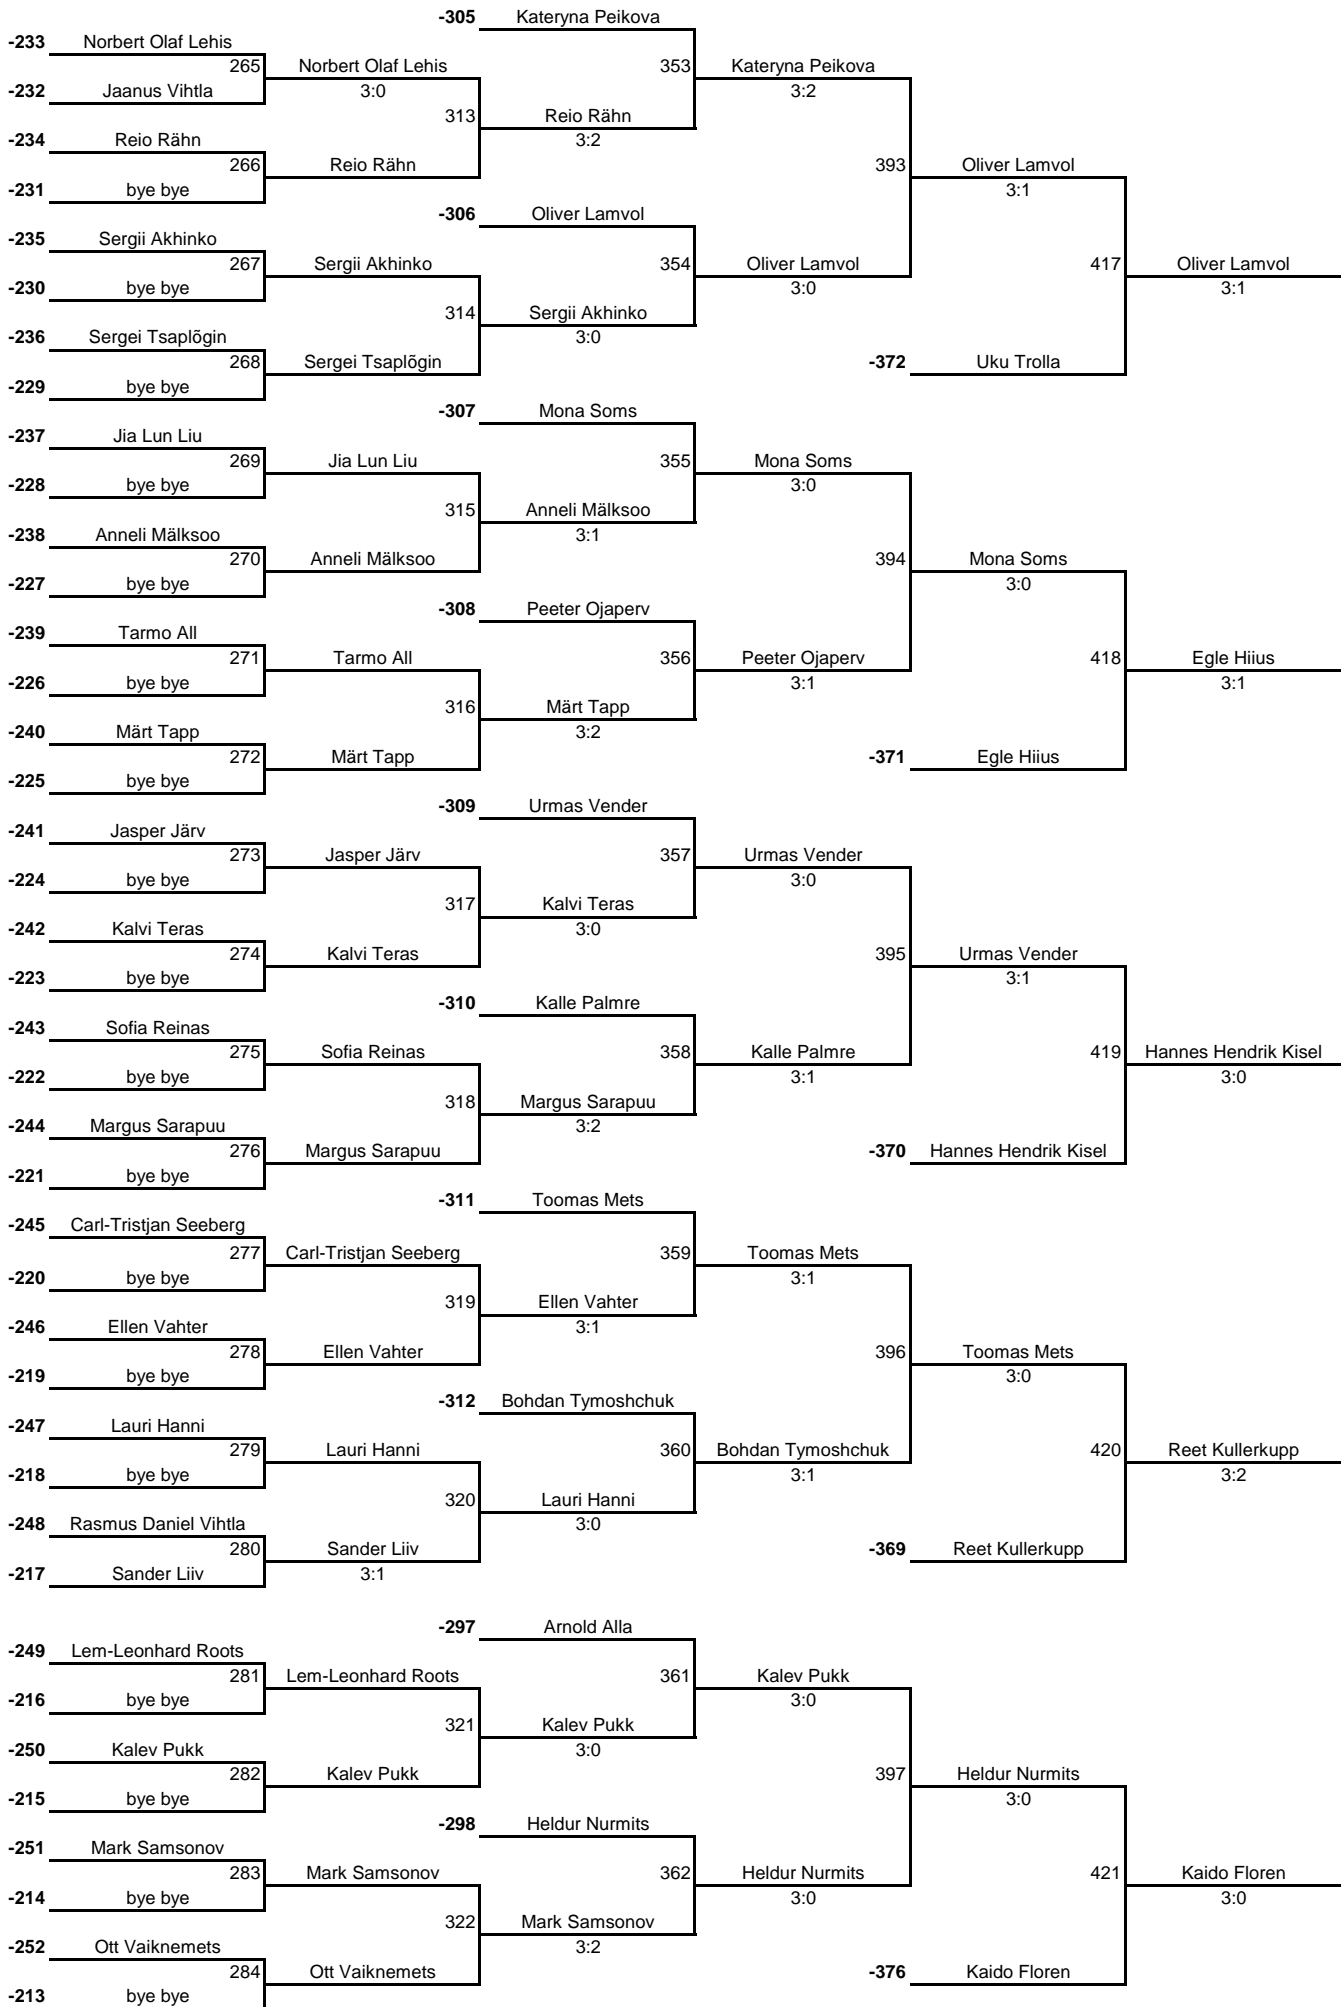 -305 Kateryna Peikova
-233 Norbert Olaf Lehis
265 Norbert Olaf Lehis 353 Kateryna Peikova
-232 Jaanus Vihtla 3:0 3:2
313 Reio Rähn
-234 Reio Rähn 3:2
266 Reio Rähn 393 Oliver Lamvol
-231 bye bye 3:1
-306 Oliver Lamvol
-235 Sergii Akhinko
267 Sergii Akhinko 354 Oliver Lamvol 417 Oliver Lamvol
-230 bye bye 3:0 3:1
314 Sergii Akhinko
-236 Sergei Tsaplõgin 3:0
268 Sergei Tsaplõgin -372 Uku Trolla
-229 bye bye
-307 Mona Soms
-237 Jia Lun Liu
269 Jia Lun Liu 355 Mona Soms
-228 bye bye 3:0
315 Anneli Mälksoo
-238 Anneli Mälksoo 3:1
270 Anneli Mälksoo 394 Mona Soms
-227 bye bye 3:0
-308 Peeter Ojaperv
-239 Tarmo All
271 Tarmo All 356 Peeter Ojaperv 418 Egle Hiius
-226 bye bye 3:1 3:1
316 Märt Tapp
-240 Märt Tapp 3:2
272 Märt Tapp -371 Egle Hiius
-225 bye bye
-309 Urmas Vender
-241 Jasper Järv
273 Jasper Järv 357 Urmas Vender
-224 bye bye 3:0
317 Kalvi Teras
-242 Kalvi Teras 3:0
274 Kalvi Teras 395 Urmas Vender
-223 bye bye 3:1
-310 Kalle Palmre
-243 Sofia Reinas
275 Sofia Reinas 358 Kalle Palmre 419 Hannes Hendrik Kisel
-222 bye bye 3:1 3:0
318 Margus Sarapuu
-244 Margus Sarapuu 3:2
276 Margus Sarapuu -370 Hannes Hendrik Kisel
-221 bye bye
-311 Toomas Mets
-245 Carl-Tristjan Seeberg
277 Carl-Tristjan Seeberg 359 Toomas Mets
-220 bye bye 3:1
319 Ellen Vahter
-246 Ellen Vahter 3:1
278 Ellen Vahter 396 Toomas Mets
-219 bye bye 3:0
-312 Bohdan Tymoshchuk
-247 Lauri Hanni
279 Lauri Hanni 360 Bohdan Tymoshchuk 420 Reet Kullerkupp
-218 bye bye 3:1 3:2
320 Lauri Hanni
-248 Rasmus Daniel Vihtla 3:0
280 Sander Liiv -369 Reet Kullerkupp
-217 Sander Liiv 3:1
-297 Arnold Alla
-249 Lem-Leonhard Roots
281 Lem-Leonhard Roots 361 Kalev Pukk
-216 bye bye 3:0
321 Kalev Pukk
-250 Kalev Pukk 3:0
282 Kalev Pukk 397 Heldur Nurmits
-215 bye bye 3:0
-298 Heldur Nurmits
-251 Mark Samsonov
283 Mark Samsonov 362 Heldur Nurmits 421 Kaido Floren
-214 bye bye 3:0 3:0
322 Mark Samsonov
-252 Ott Vaiknemets 3:2
284 Ott Vaiknemets -376 Kaido Floren
-213 bye bye